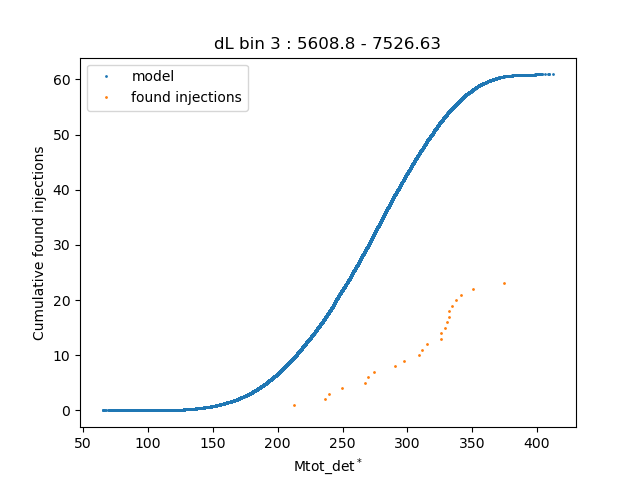 dL bin 3 : 5608.8 - 7526.63
model
found injections
Cumulative found injections
60
50
40
30
20
10
0
50 100 150 200 250 300 350 400
Mtot_det*